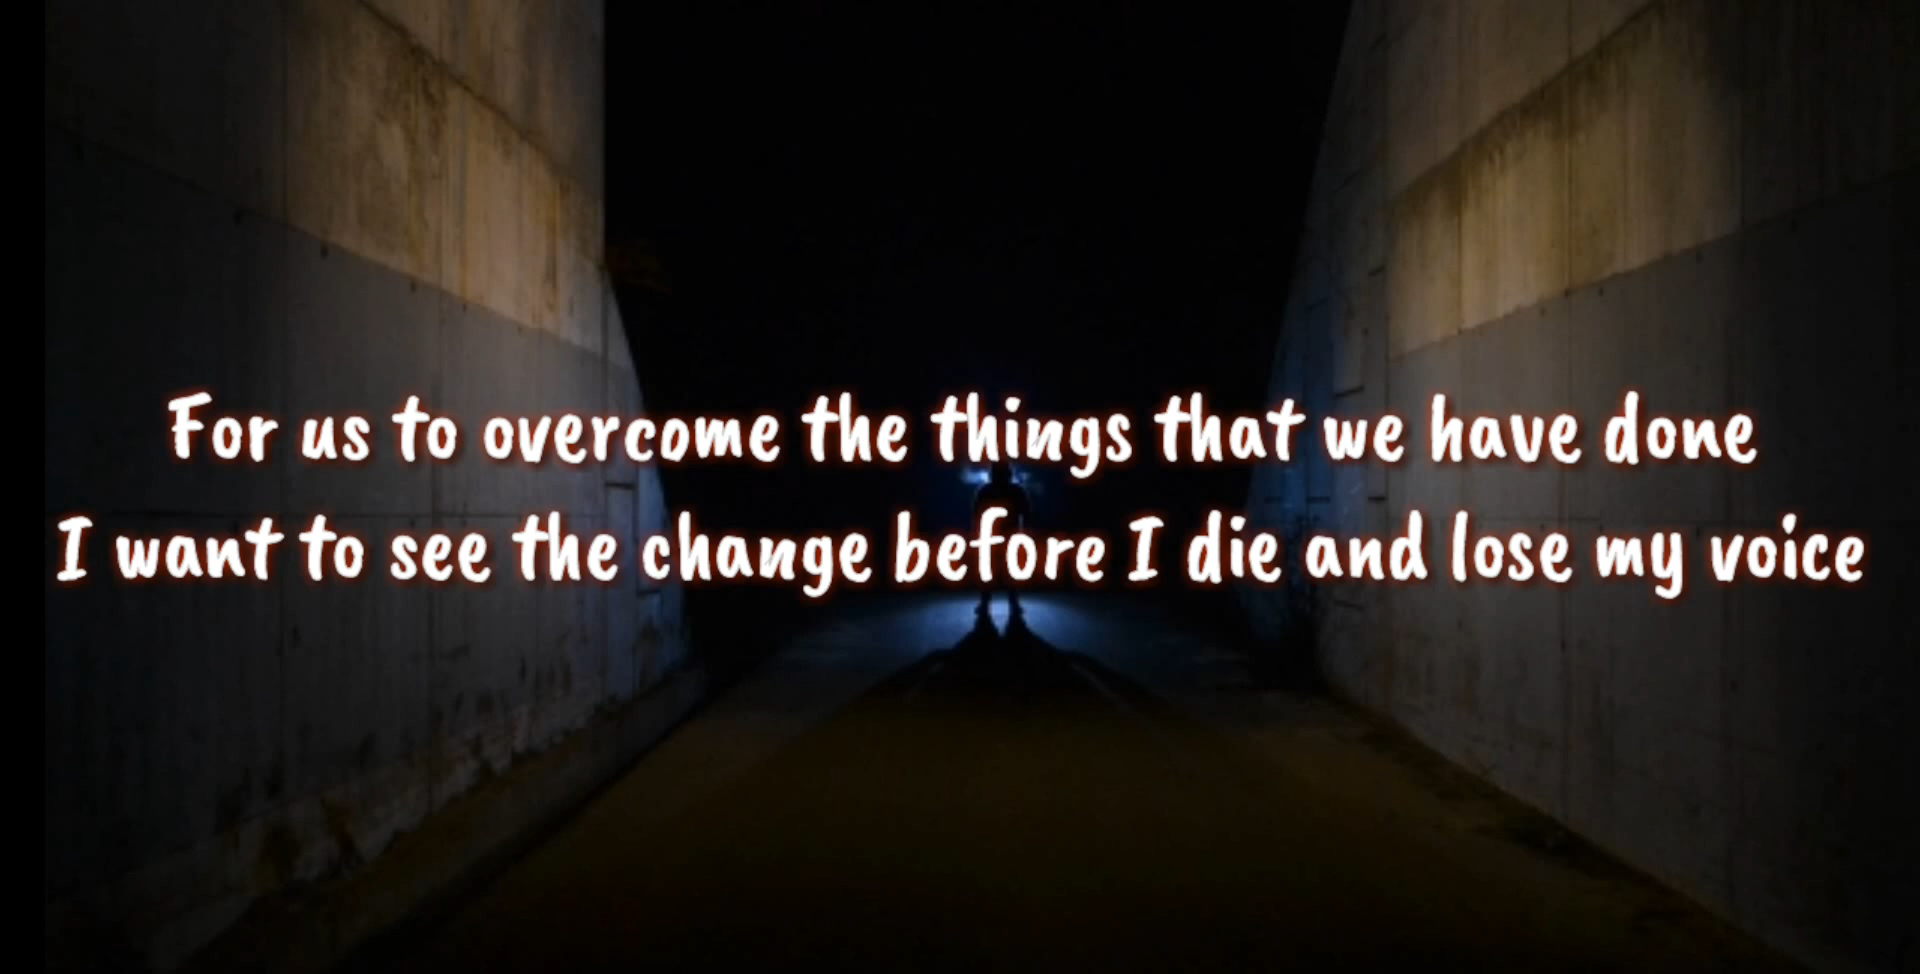 For us to overcome the things that we have done
I want to see the change before I die and lose my voice